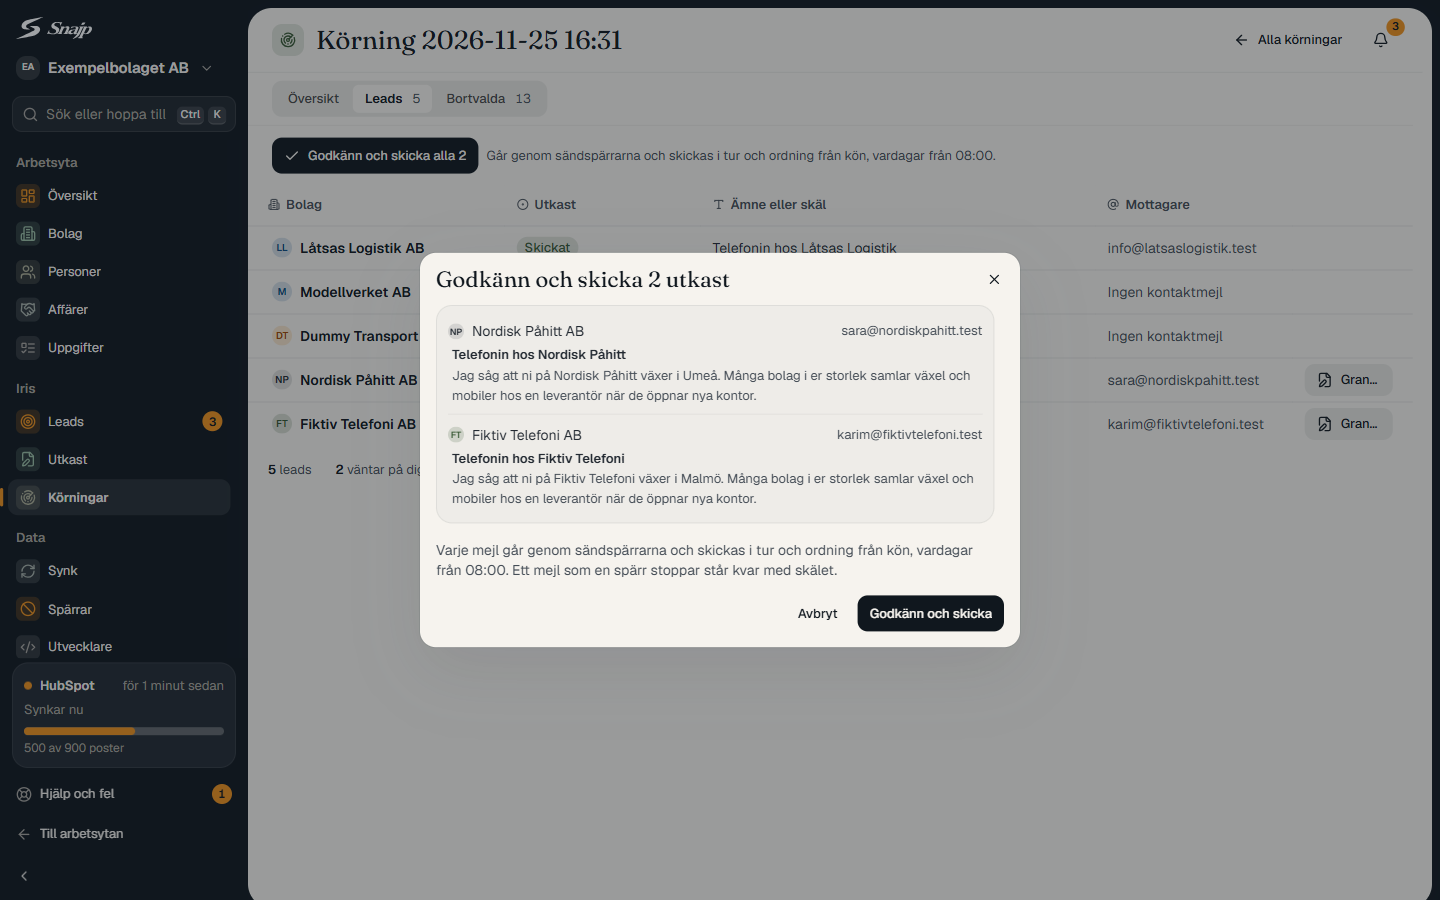 Snajp
EA Exempelbolaget AB
Sök eller hoppa till Ctrl K
Arbetsyta
Översikt
Bolag
Personer
Affärer
Uppgifter
Iris
Leads 3
Utkast
Körningar
Data
Synk
Spärrar
Utvecklare
HubSpot för 1 minut sedan
Synkar nu
500 av 900 poster
Hjälp och fel 1
Till arbetsytan
Körning 2026-11-25 16:31
Alla körningar 3
Översikt Leads 5 Bortvalda 13
Godkänn och skicka alla 2 Går genom sändspärrarna och skickas i tur och ordning från kön, vardagar från 08:00.
Bolag Utkast Ämne eller skäl Mottagare
LL Låtsas Logistik AB Skickat Telefonin hos Låtsas Logistik info@latsaslogistik.test
M Modellverket AB Ingen kontaktmejl
DT Dummy Transport Ingen kontaktmejl
NP Nordisk Påhitt AB sara@nordiskpahitt.test Gran...
FT Fiktiv Telefoni AB karim@fiktivtelefoni.test Gran...
5 leads 2 väntar på dig
Godkänn och skicka 2 utkast
NP Nordisk Påhitt AB sara@nordiskpahitt.test
Telefonin hos Nordisk Påhitt
Jag såg att ni på Nordisk Påhitt växer i Umeå. Många bolag i er storlek samlar växel och
mobiler hos en leverantör när de öppnar nya kontor.
FT Fiktiv Telefoni AB karim@fiktivtelefoni.test
Telefonin hos Fiktiv Telefoni
Jag såg att ni på Fiktiv Telefoni växer i Malmö. Många bolag i er storlek samlar växel och
mobiler hos en leverantör när de öppnar nya kontor.
Varje mejl går genom sändspärrarna och skickas i tur och ordning från kön, vardagar
från 08:00. Ett mejl som en spärr stoppar står kvar med skälet.
Avbryt Godkänn och skicka